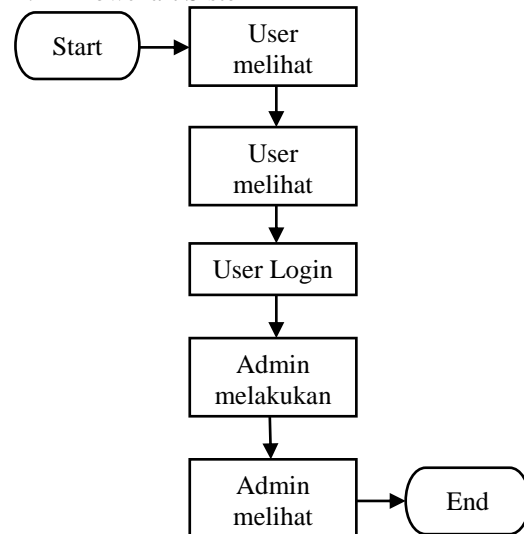 Start
User
melihat
User
melihat
User Login
Admin
melakukan
Admin
melihat
End